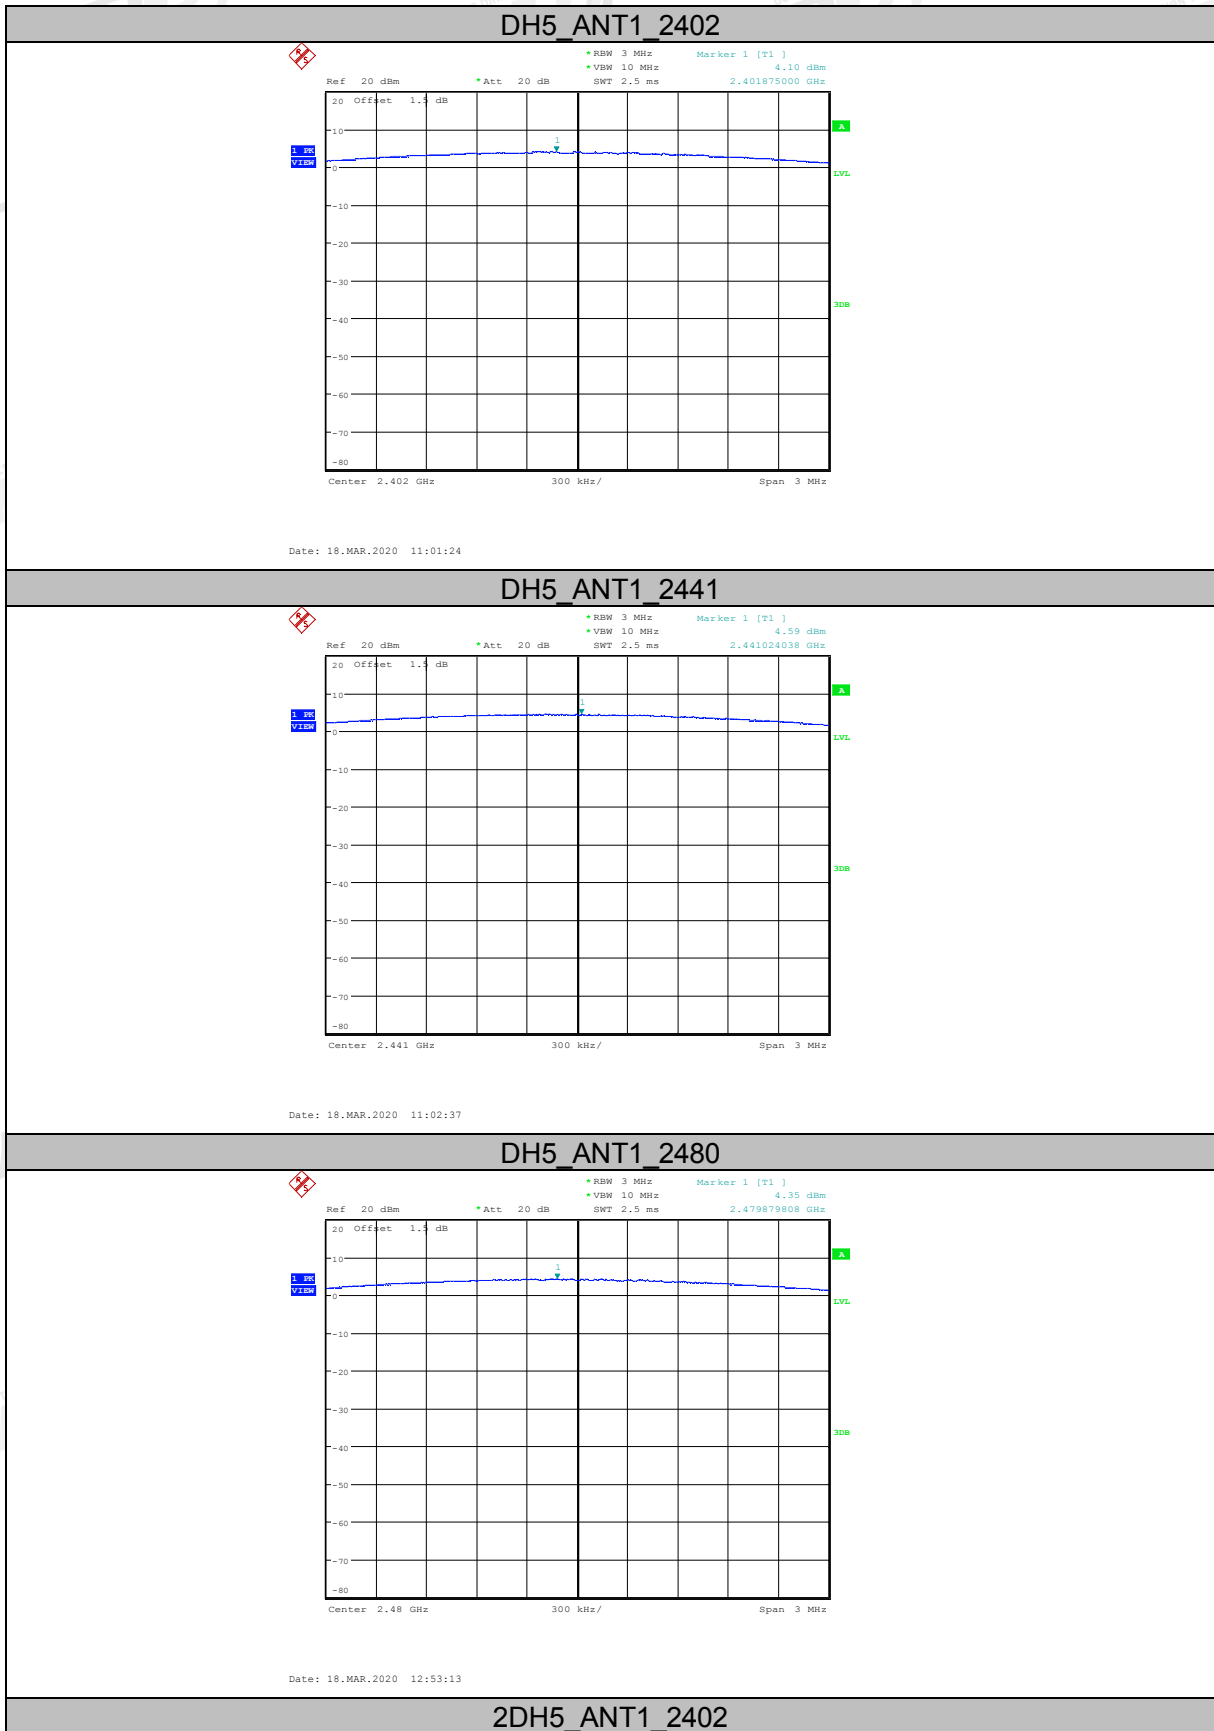 DH5_ANT1_2402
R S
*RBW 3 MHz Marker 1 [T1 ]
*VBW 10 MHz 4.10 dBm
Ref 20 dBm *Att 20 dB SWT 2.5 ms 2.401875000 GHz
20 Offset 1.5 dB
A
10
1
1 PK
VIEW
0
LVL
-10
-20
-30
3DB
-40
-50
-60
-70
-80
Center 2.402 GHz 300 kHz/ Span 3 MHz
Date: 18.MAR.2020 11:01:24
DH5_ANT1_2441
R S
*RBW 3 MHz Marker 1 [T1 ]
*VBW 10 MHz 4.59 dBm
Ref 20 dBm *Att 20 dB SWT 2.5 ms 2.441024038 GHz
20 Offset 1.5 dB
A
10
1
1 PK
VIEW
0
LVL
-10
-20
-30
3DB
-40
-50
-60
-70
-80
Center 2.441 GHz 300 kHz/ Span 3 MHz
Date: 18.MAR.2020 11:02:37
DH5_ANT1_2480
R S
*RBW 3 MHz Marker 1 [T1 ]
*VBW 10 MHz 4.35 dBm
Ref 20 dBm *Att 20 dB SWT 2.5 ms 2.479879808 GHz
20 Offset 1.5 dB
A
10
1
1 PK
VIEW
0
LVL
-10
-20
-30
3DB
-40
-50
-60
-70
-80
Center 2.48 GHz 300 kHz/ Span 3 MHz
Date: 18.MAR.2020 12:53:13
2DH5_ANT1_2402